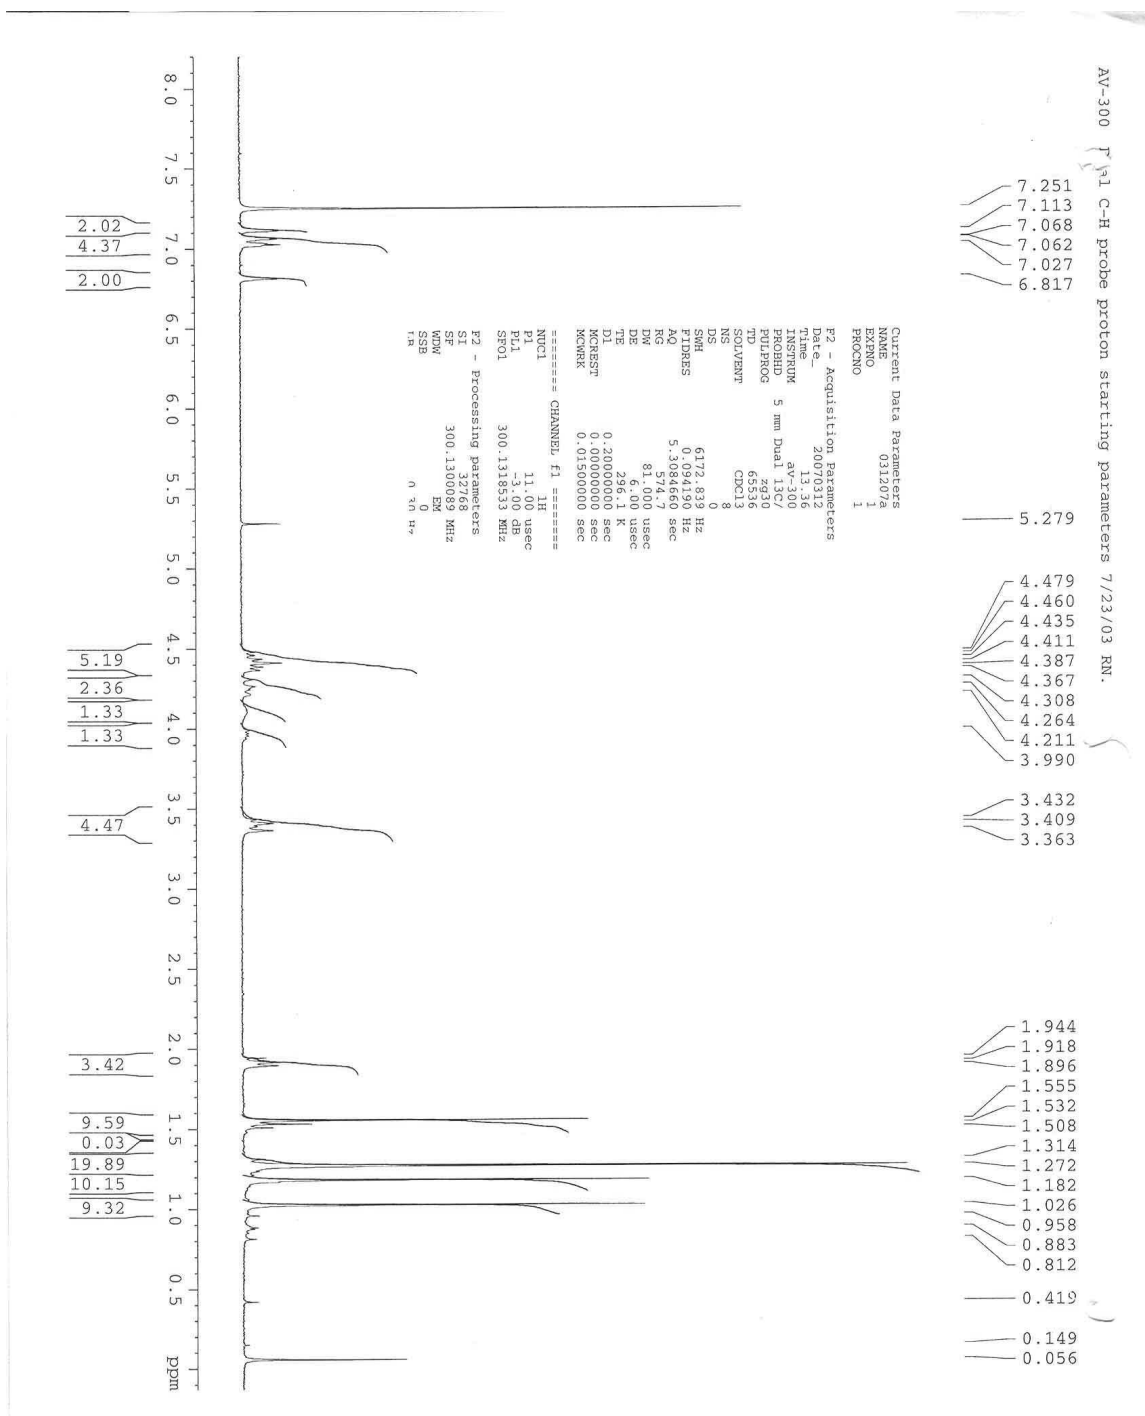 AV-300 C-H probe proton starting parameters 7/23/03 RN.
7.251
7.113
7.068
7.062
7.027
6.817
5.279
4.479
4.460
4.435
4.411
4.387
4.367
4.308
4.264
4.211
3.990
3.432
3.409
3.363
1.944
1.918
1.896
1.555
1.532
1.508
1.314
1.272
1.182
1.026
0.958
0.883
0.812
0.419
0.149
0.056
Current Data Parameters
NAME 031207a
EXPNO 1
PROCNO 1
F2 - Acquisition Parameters
Date_ 20070312
Time 13.36
INSTRUM av-300
PROBHD 5 mm Dual 13C/
PULPROG zg30
TD 65536
SOLVENT CDCl3
NS 8
DS 0
SWH 6172.839 Hz
FIDRES 0.094190 Hz
AQ 5.3084660 sec
RG 574.7
DW 81.000 usec
DE 6.00 usec
TE 296.1 K
D1 0.20000000 sec
MCREST 0.00000000 sec
MCWRK 0.01500000 sec
======== CHANNEL f1 ========
NUC1 1H
P1 11.00 usec
PL1 -3.00 dB
SFO1 300.1318533 MHz
F2 - Processing parameters
SI 32768
SF 300.1300089 MHz
WDW EM
SSB 0
LB 0.30 Hz
8.0 7.5 7.0 6.5 6.0 5.5 5.0 4.5 4.0 3.5 3.0 2.5 2.0 1.5 1.0 0.5 ppm
2.02
4.37
2.00
5.19
2.36
1.33
1.33
4.47
3.42
9.59
0.03
19.89
10.15
9.32